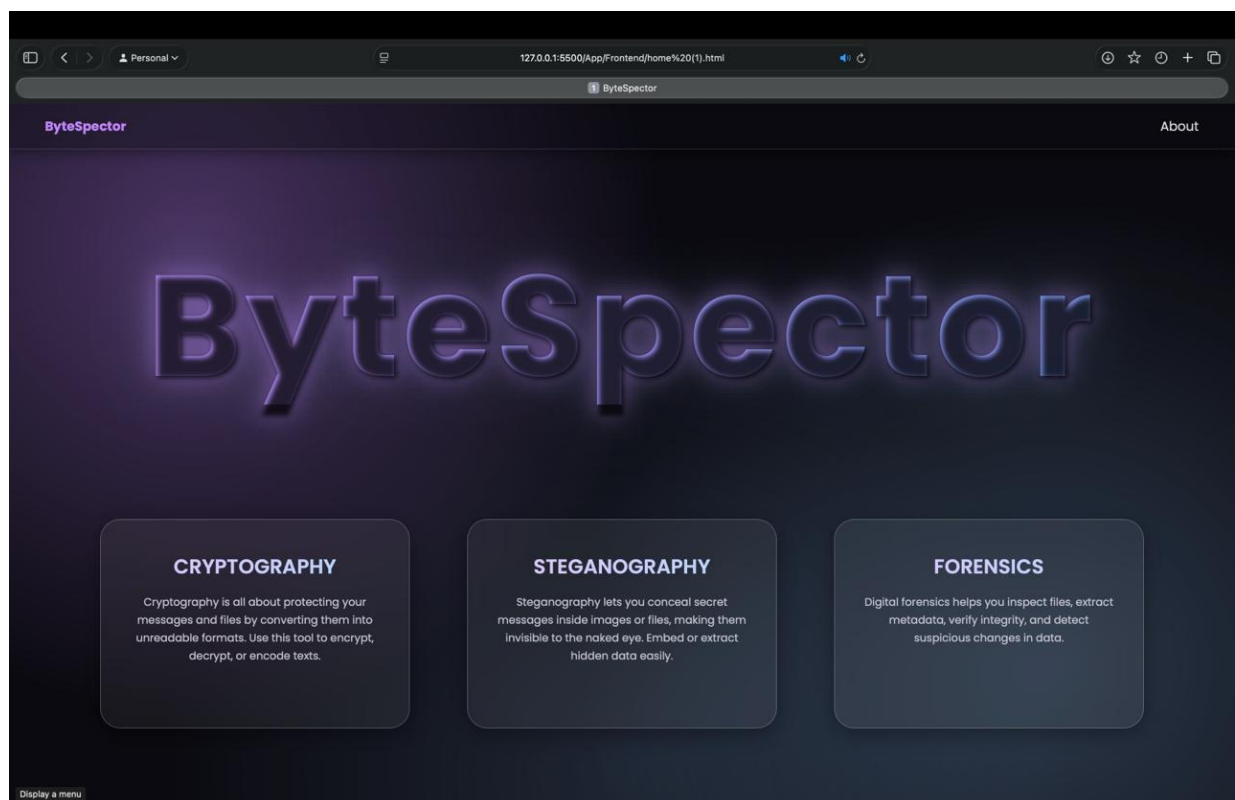 Personal
127.0.0.1:5500/App/Frontend/home%20(1).html
1 ByteSpector
ByteSpector
About
ByteSpector
CRYPTOGRAPHY
Cryptography is all about protecting your
messages and files by converting them into
unreadable formats. Use this tool to encrypt,
decrypt, or encode texts.
STEGANOGRAPHY
Steganography lets you conceal secret
messages inside images or files, making them
invisible to the naked eye. Embed or extract
hidden data easily.
FORENSICS
Digital forensics helps you inspect files, extract
metadata, verify integrity, and detect
suspicious changes in data.
Display a menu